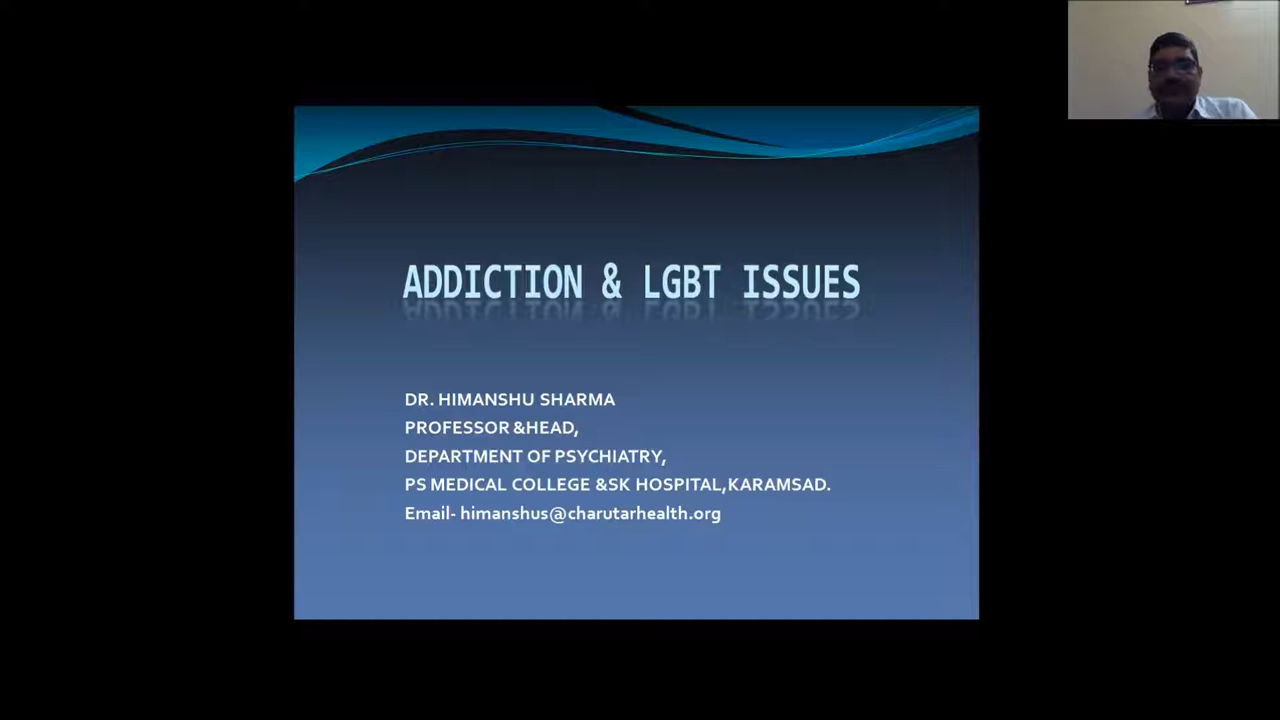 ADDICTION & LGBT ISSUES
DR. HIMANSHU SHARMA
PROFESSOR &HEAD,
DEPARTMENT OF PSYCHIATRY,
PS MEDICAL COLLEGE &SK HOSPITAL,KARAMSAD.
Email- himanshus@charutarhealth.org